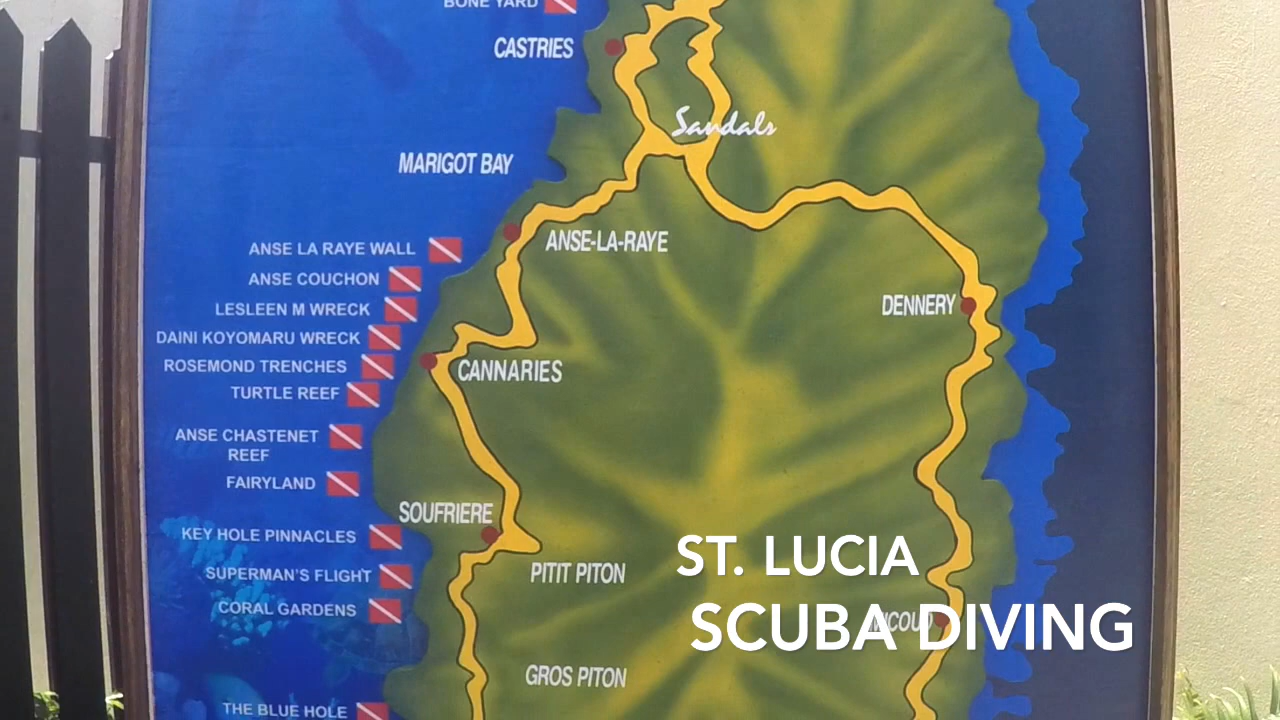 BONE YARD
CASTRIES
Sandals
MARIGOT BAY
ANSE-LA-RAYE
ANSE LA RAYE WALL
ANSE COUCHON
LESLEEN M WRECK
DENNERY
DAINI KOYOMARU WRECK
ROSEMOND TRENCHES
CANNARIES
TURTLE REEF
ANSE CHASTENET
REEF
FAIRYLAND
SOUFRIERE
KEY HOLE PINNACLES
SUPERMAN'S FLIGHT
PITIT PITON
CORAL GARDENS
GROS PITON
THE BLUE HOLE
ST. LUCIA
SCUBA DIVING